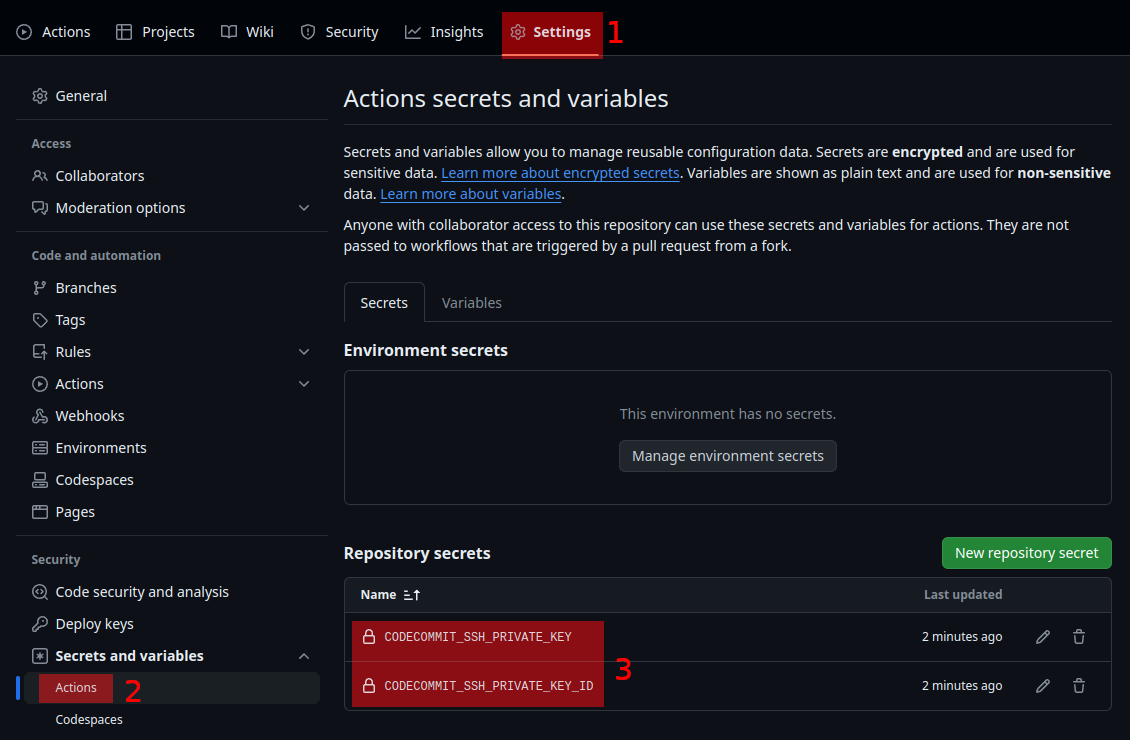 Actions Projects Wiki Security Insights Settings 1
General
Access
Collaborators
Moderation options
Code and automation
Branches
Tags
Rules
Actions
Webhooks
Environments
Codespaces
Pages
Security
Code security and analysis
Deploy keys
Secrets and variables
Actions 2
Codespaces
Actions secrets and variables
Secrets and variables allow you to manage reusable configuration data. Secrets are encrypted and are used for
sensitive data. Learn more about encrypted secrets. Variables are shown as plain text and are used for non-sensitive
data. Learn more about variables.
Anyone with collaborator access to this repository can use these secrets and variables for actions. They are not
passed to workflows that are triggered by a pull request from a fork.
Secrets Variables
Environment secrets
This environment has no secrets.
Manage environment secrets
Repository secrets New repository secret
Name Last updated
CODECOMMIT_SSH_PRIVATE_KEY 2 minutes ago
3
CODECOMMIT_SSH_PRIVATE_KEY_ID 2 minutes ago